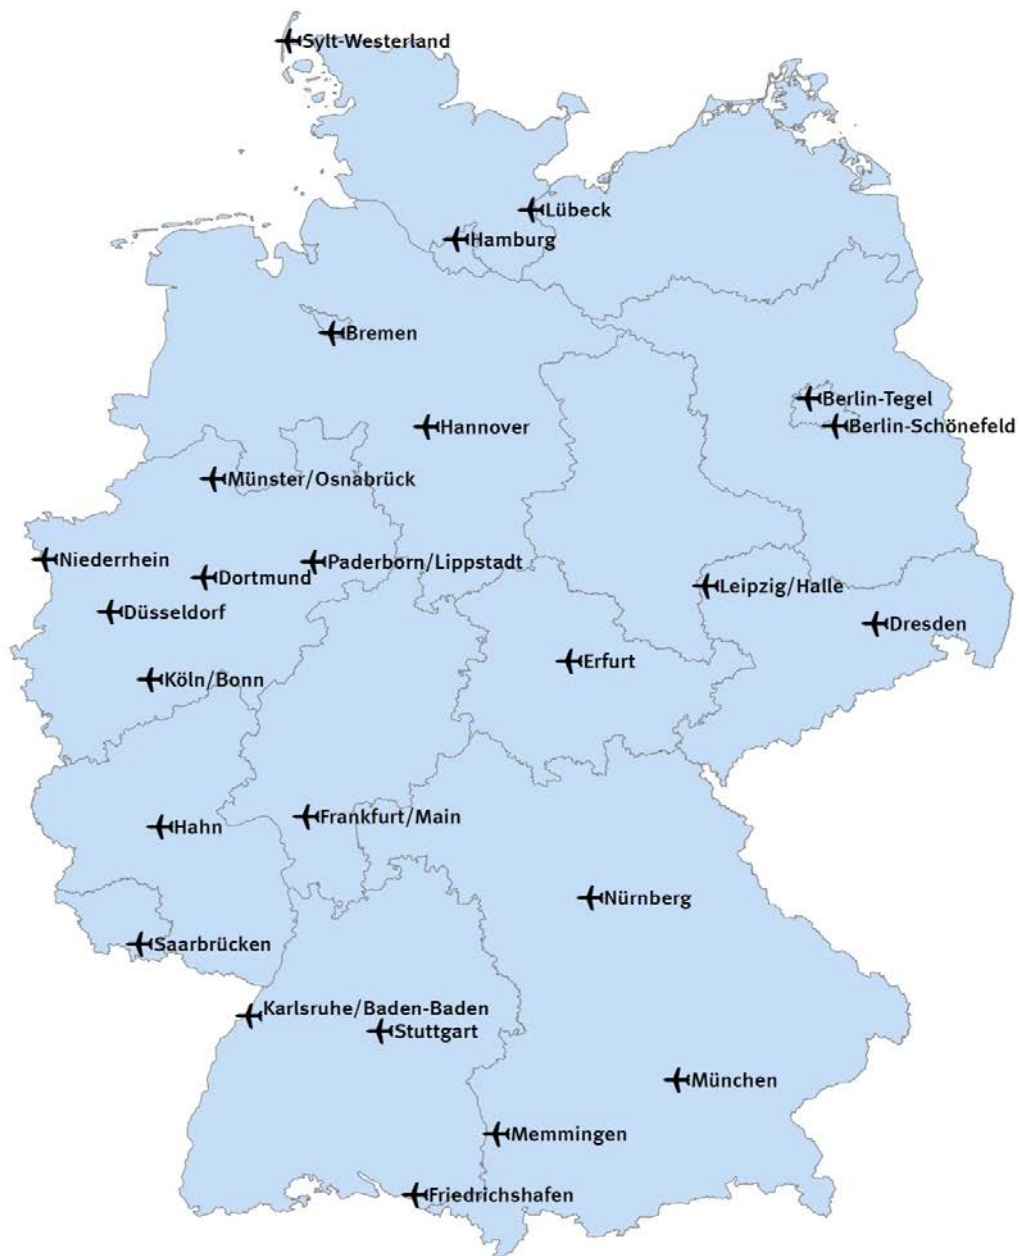 Sylt-Westerland
Lübeck
Hamburg
Bremen
Berlin-Tegel
Berlin-Schönefeld
Hannover
Münster/Osnabrück
Niederrhein
Paderborn/Lippstadt
Dortmund
Leipzig/Halle
Düsseldorf
Dresden
Erfurt
Köln/Bonn
Frankfurt/Main
Hahn
Nürnberg
Saarbrücken
Karlsruhe/Baden-Baden
Stuttgart
München
Memmingen
Friedrichshafen